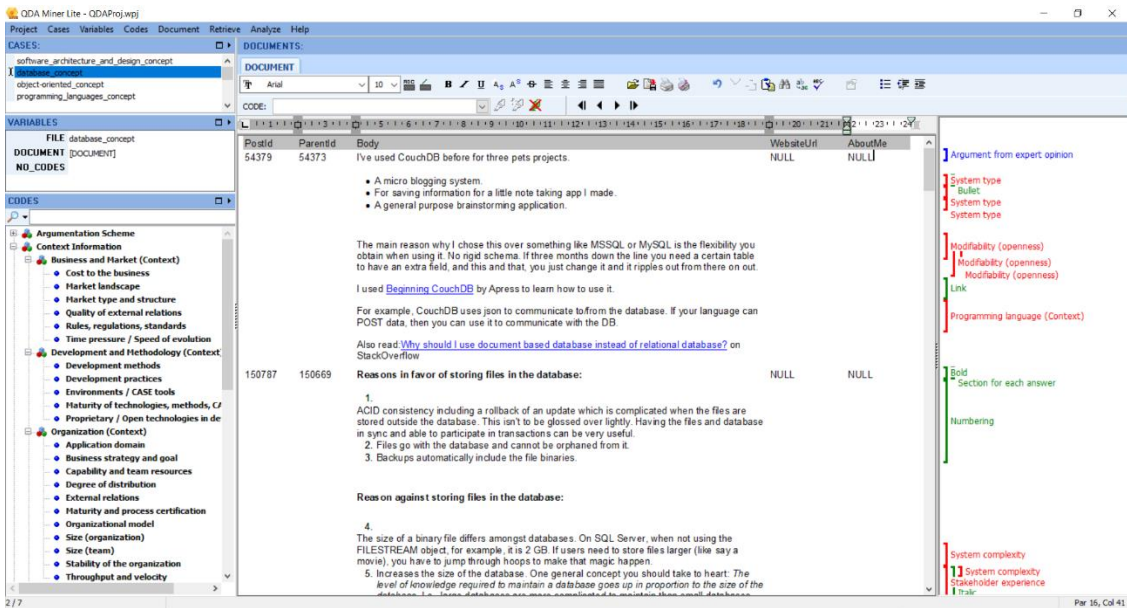 QDA Miner Lite - QDAProj.wpj
Project Cases Variables Codes Document Retrieve Analyze Help
CASES:
software_architecture_and_design_concept
database_concept
object-oriented_concept
programming_languages_concept
VARIABLES
FILE database_concept
DOCUMENT [DOCUMENT]
NO_CODES
CODES
Argumentation Scheme
Context Information
Business and Market (Context)
Cost to the business
Market landscape
Market type and structure
Quality of external relations
Rules, regulations, standards
Time pressure / Speed of evolution
Development and Methodology (Context)
Development methods
Development practices
Environments / CASE tools
Maturity of technologies, methods, CA
Proprietary / Open technologies in de
Organization (Context)
Application domain
Business strategy and goal
Capability and team resources
Degree of distribution
External relations
Maturity and process certification
Organizational model
Size (organization)
Size (team)
Stability of the organization
Throughput and velocity
2 / 7
DOCUMENTS:
DOCUMENT
Arial 10
CODE:
PostId ParentId Body WebsiteUrl AboutMe
54379 54373 I've used CouchDB before for three pets projects. NULL NULL
• A micro blogging system.
• For saving information for a little note taking app I made.
• A general purpose brainstorming application.
The main reason why I chose this over something like MSSQL or MySQL is the flexibility you
obtain when using it. No rigid schema. If three months down the line you need a certain table
to have an extra field, and this and that, you just change it and it ripples out from there on out.
I used Beginning CouchDB by Apress to learn how to use it.
For example, CouchDB uses json to communicate to/from the database. If your language can
POST data, then you can use it to communicate with the DB.
Also read:Why should I use document based database instead of relational database? on
StackOverflow
150787 150669 Reasons in favor of storing files in the database: NULL NULL
1.
ACID consistency including a rollback of an update which is complicated when the files are
stored outside the database. This isn't to be glossed over lightly. Having the files and database
in sync and able to participate in transactions can be very useful.
2. Files go with the database and cannot be orphaned from it.
3. Backups automatically include the file binaries.
Reason against storing files in the database:
4.
The size of a binary file differs amongst databases. On SQL Server, when not using the
FILESTREAM object, for example, it is 2 GB. If users need to store files larger (like say a
movie), you have to jump through hoops to make that magic happen.
5. Increases the size of the database. One general concept you should take to heart: The
level of knowledge required to maintain a database goes up in proportion to the size of the
Argument from expert opinion
System type
Bullet
System type
System type
Modifiability (openness)
Modifiability (openness)
Modifiability (openness)
Link
Programming language (Context)
Bold
Section for each answer
Numbering
System complexity
System complexity
Stakeholder experience
Italic
Par 16, Col 41